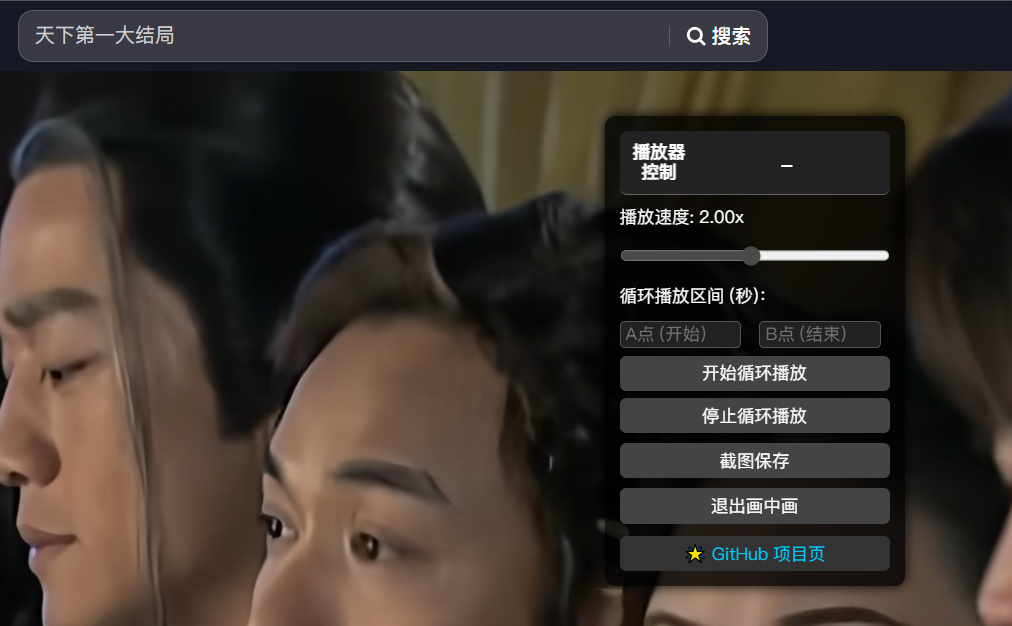 天下第一大结局
搜索
播放器
控制
–
播放速度: 2.00x
循环播放区间 (秒):
A点 (开始)
B点 (结束)
开始循环播放
停止循环播放
截图保存
退出画中画
GitHub 项目页